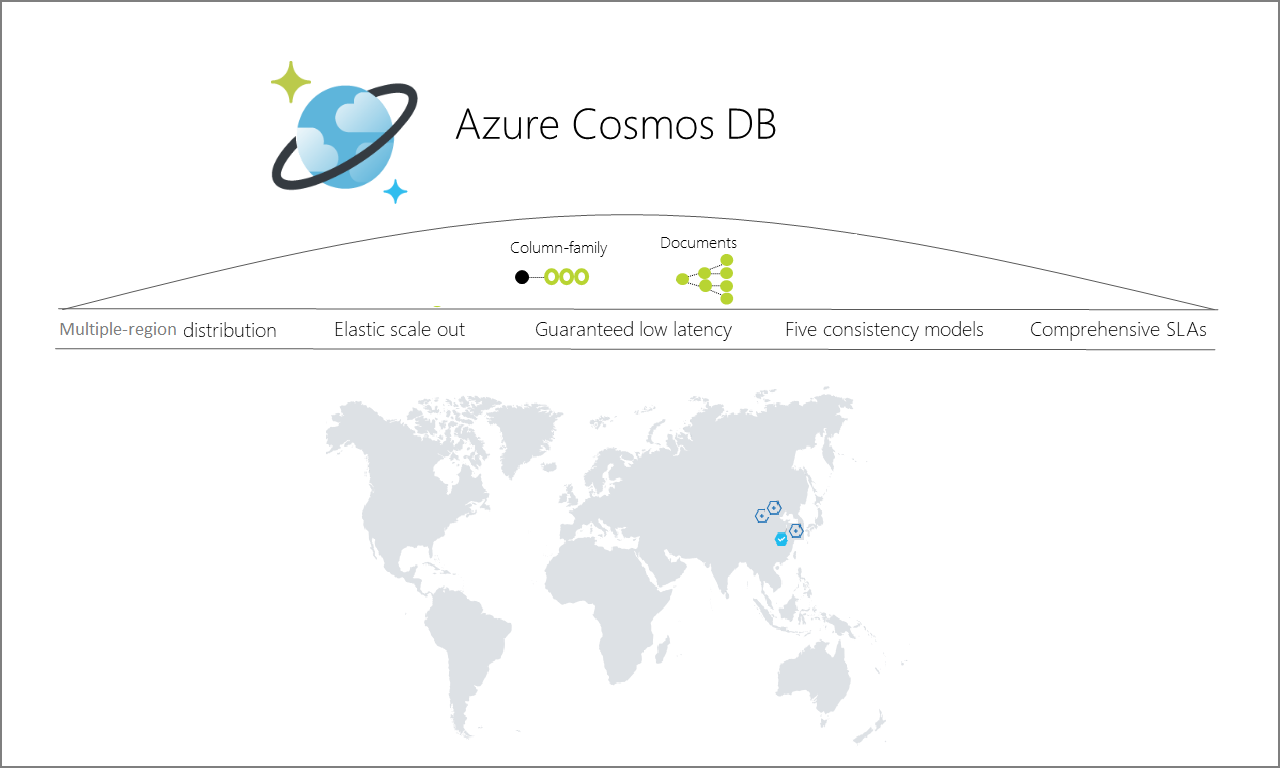 Azure Cosmos DB
Column-family
Documents
Multiple-region distribution
Elastic scale out
Guaranteed low latency
Five consistency models
Comprehensive SLAs